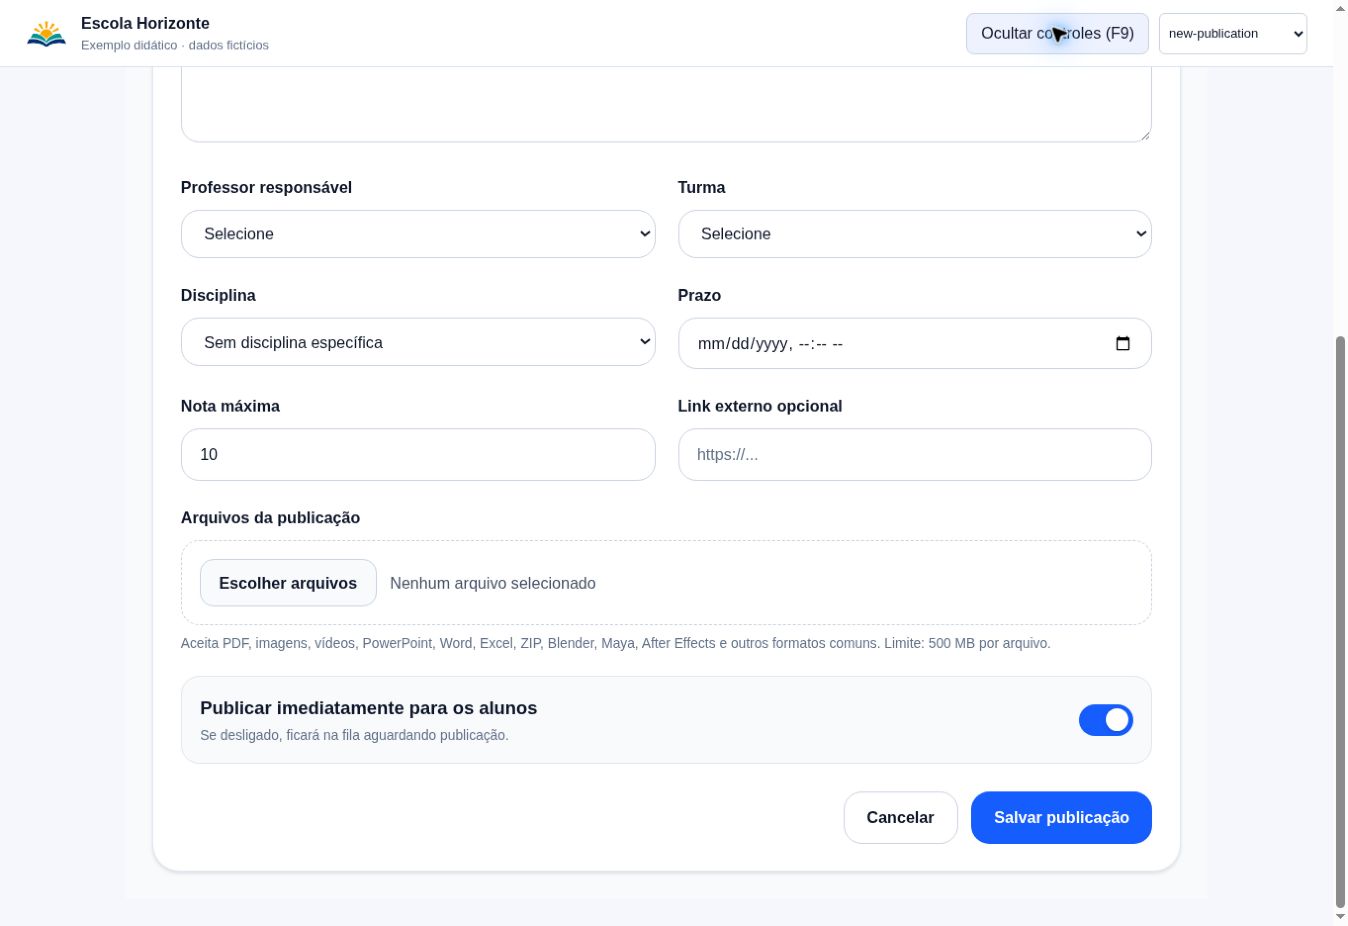 Escola Horizonte
Exemplo didático · dados fictícios
Ocultar controles (F9)
new-publication
Professor responsável
Turma
Selecione
Selecione
Disciplina
Prazo
Sem disciplina específica
mm/dd/yyyy, --:-- --
Nota máxima
Link externo opcional
10
https://...
Arquivos da publicação
Escolher arquivos
Nenhum arquivo selecionado
Aceita PDF, imagens, vídeos, PowerPoint, Word, Excel, ZIP, Blender, Maya, After Effects e outros formatos comuns. Limite: 500 MB por arquivo.
Publicar imediatamente para os alunos
Se desligado, ficará na fila aguardando publicação.
Cancelar
Salvar publicação